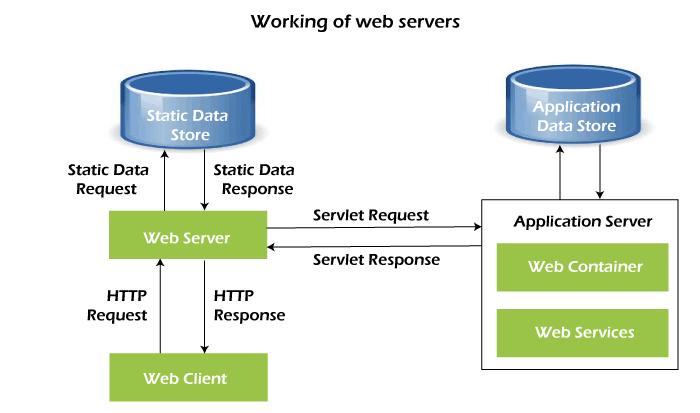 Working of web servers
Static Data
Store
Application
Data Store
Static Data
Request
Static Data
Response
Web Server
Servlet Request
Servlet Response
Application Server
Web Container
Web Services
HTTP
Request
HTTP
Response
Web Client